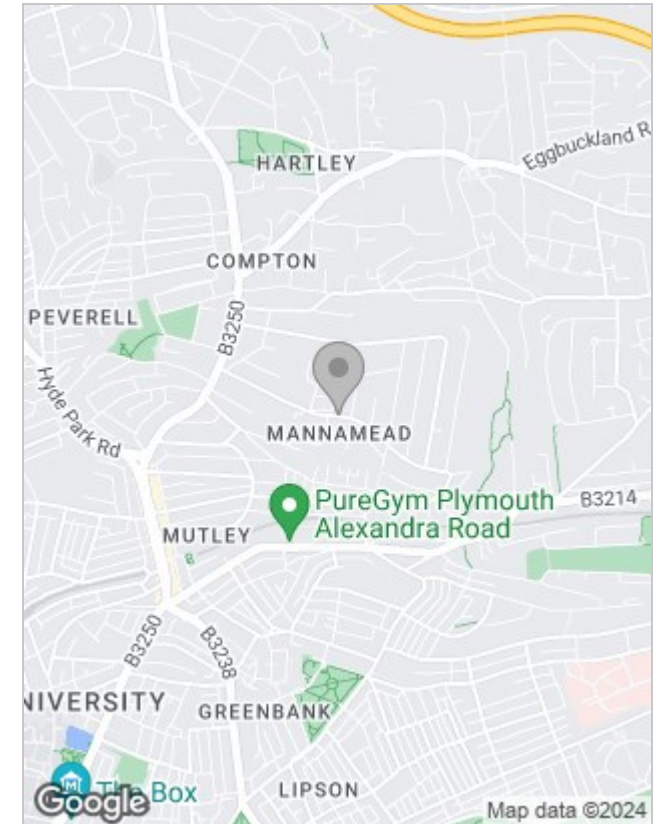 Eggbuckland R
HARTLEY
COMPTON
PEVERELL
B3250
Hyde Park Rd
MANNAMEAD
PureGym Plymouth
Alexandra Road
B3214
MUTLEY
B3250
B3238
NIVERSITY
GREENBANK
M
The Box
LIPSON
Google
Map data ©2024